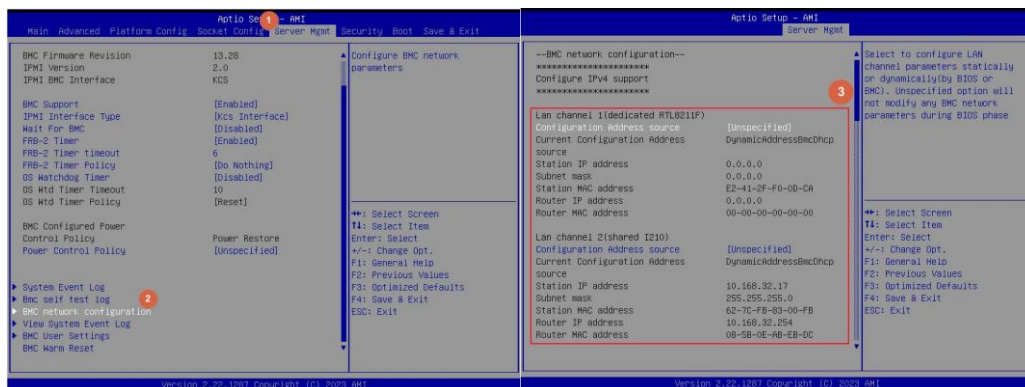 Aptio Setup - AMI
Main Advanced Platform Config Socket Config Server Mgmt Security Boot Save & Exit
1
BMC Firmware Revision 13.28
IPMI Version 2.0
IPMI BMC Interface KCS
BMC Support [Enabled]
IPMI Interface Type [Kcs Interface]
Wait For BMC [Disabled]
FRB-2 Timer [Enabled]
FRB-2 Timer timeout 6
FRB-2 Timer Policy [Do Nothing]
OS Watchdog Timer [Disabled]
OS Wtd Timer Timeout 10
OS Wtd Timer Policy [Reset]
BMC Configured Power
Control Policy Power Restore
Power Control Policy [Unspecified]
System Event Log
Bmc self test log
2
BMC network configuration
View System Event Log
BMC User Settings
BMC Warm Reset
Configure BMC network
parameters
→←: Select Screen
↑↓: Select Item
Enter: Select
+/-: Change Opt.
F1: General Help
F2: Previous Values
F3: Optimized Defaults
F4: Save & Exit
ESC: Exit
Version 2.22.1287 Copyright (C) 2023 AMI
Aptio Setup - AMI
Server Mgmt
--BMC network configuration--
**********************
Configure IPv4 support
**********************
3
Lan channel 1(dedicated RTL8211F)
Configuration Address source [Unspecified]
Current Configuration Address DynamicAddressBmcDhcp
source
Station IP address 0.0.0.0
Subnet mask 0.0.0.0
Station MAC address E2-41-2F-F0-0D-CA
Router IP address 0.0.0.0
Router MAC address 00-00-00-00-00-00
Lan channel 2(shared I210)
Configuration Address source [Unspecified]
Current Configuration Address DynamicAddressBmcDhcp
source
Station IP address 10.168.32.17
Subnet mask 255.255.255.0
Station MAC address 62-7C-FB-83-00-FB
Router IP address 10.168.32.254
Router MAC address 08-5B-0E-AB-EB-DC
Select to configure LAN
channel parameters statically
or dynamically(by BIOS or
BMC). Unspecified option will
not modify any BMC network
parameters during BIOS phase
→←: Select Screen
↑↓: Select Item
Enter: Select
+/-: Change Opt.
F1: General Help
F2: Previous Values
F3: Optimized Defaults
F4: Save & Exit
ESC: Exit
Version 2.22.1287 Copyright (C) 2023 AMI